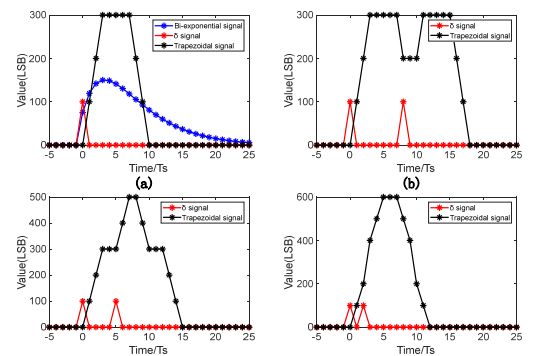 300
200
100
0
-5 0 5 10 15 20 25
Value(LSB)
Time/Ts
Bi-exponential signal
δ signal
Trapezoidal signal
(a)
300
200
100
0
-5 0 5 10 15 20 25
Value(LSB)
Time/Ts
δ signal
Trapezoidal signal
(b)
500
400
300
200
100
0
-5 0 5 10 15 20 25
Value(LSB)
Time/Ts
δ signal
Trapezoidal signal
600
400
200
0
-5 0 5 10 15 20 25
Value(LSB)
Time/Ts
δ signal
Trapezoidal signal